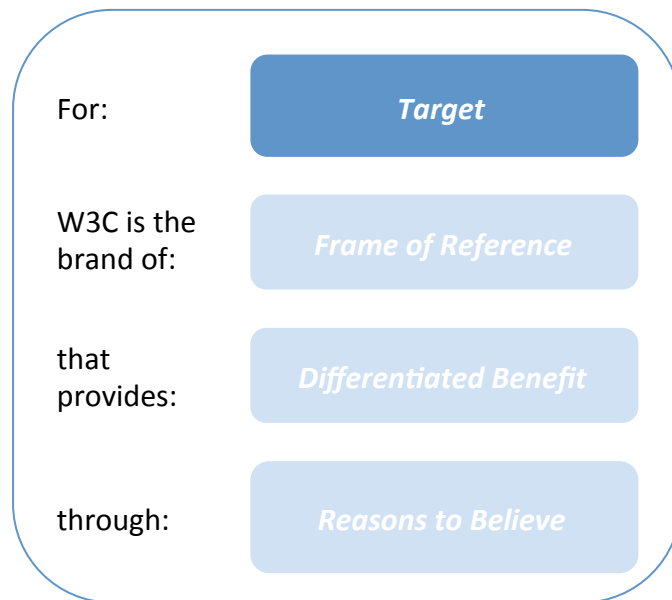 For:
Target
W3C is the
brand of:
Frame of Reference
that
provides:
Differentiated Benefit
through:
Reasons to Believe